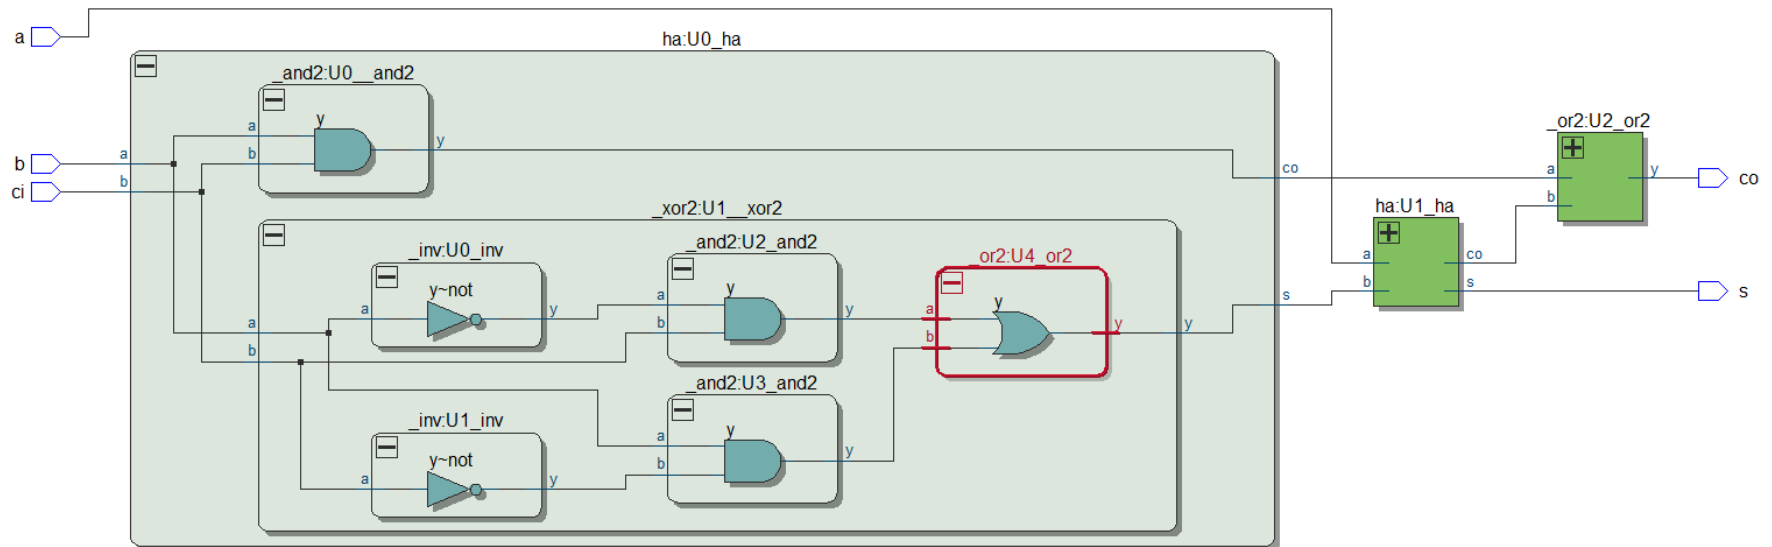 a
ha:U0_ha
_and2:U0__and2
y
a
y
b
_or2:U2_or2
b
a
ci
b
co
a
y
co
b
_xor2:U1__xor2
ha:U1_ha
_inv:U0_inv
_and2:U2_and2
_or2:U4_or2
y~not
y
y
a
co
a
y
a
a
b
s
s
s
a
b
b
y
y
b
_and2:U3_and2
_inv:U1_inv
y
a
y
y~not
b
a
y